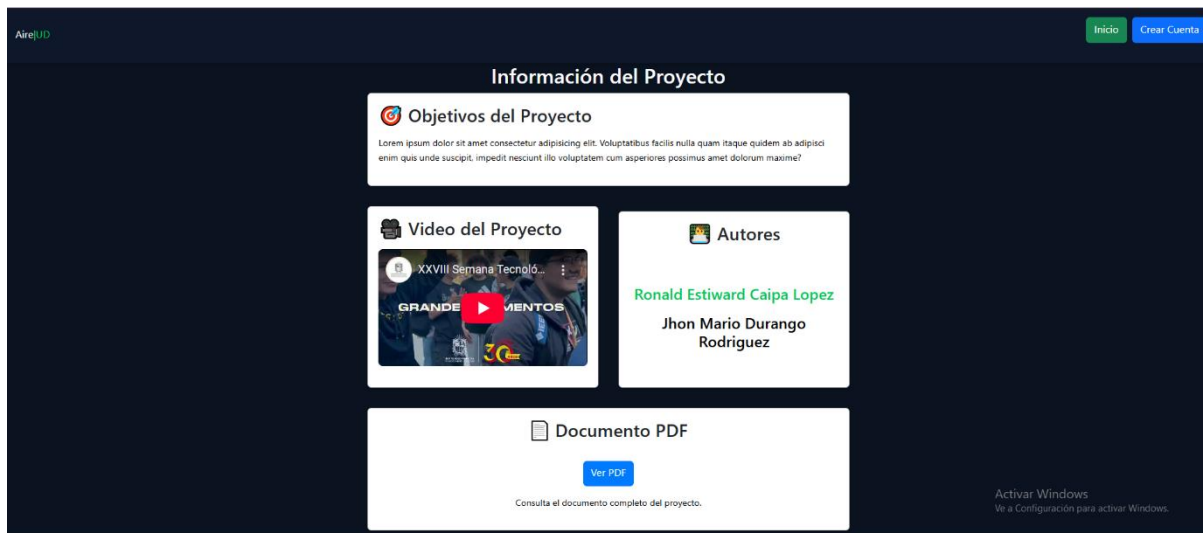 Aire|UD
Inicio
Crear Cuenta
Información del Proyecto
Objetivos del Proyecto
Lorem ipsum dolor sit amet consectetur adipisicing elit. Voluptatibus facilis nulla quam itaque quidem ab adipisci
enim quis unde suscipit, impedit nesciunt illo voluptatem cum asperiores possimus amet dolorum maxime?
Video del Proyecto
XXVIII Semana Tecnoló...
GRANDE MENTOS
30
Autores
Ronald Estiward Caipa Lopez
Jhon Mario Durango
Rodriguez
Documento PDF
Ver PDF
Consulta el documento completo del proyecto.
Activar Windows
Ve a Configuración para activar Windows.